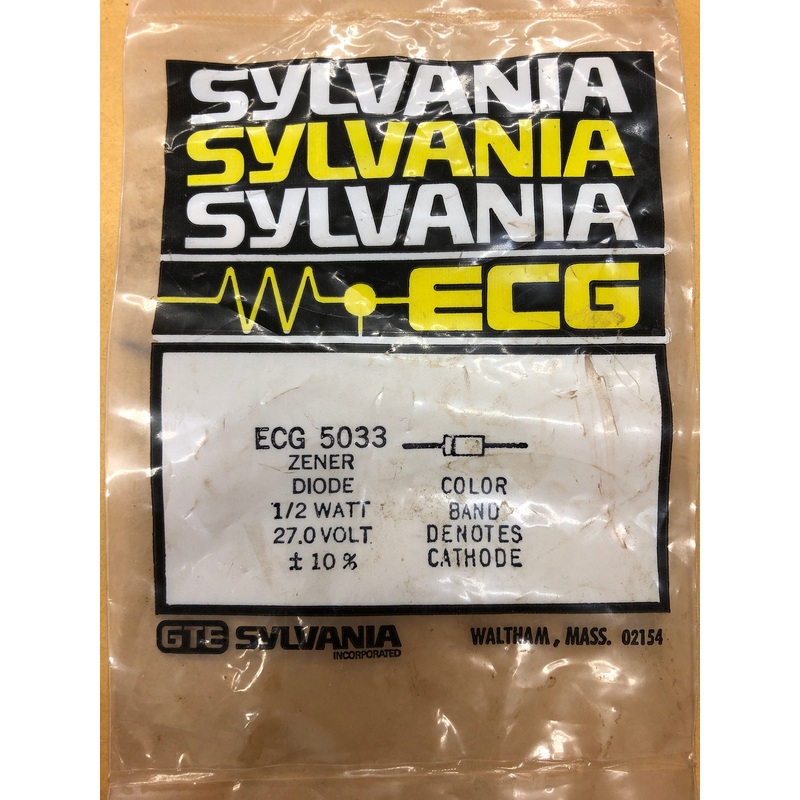 SYLVANIA
SYLVANIA
SYLVANIA
ECG
ECG 5033
ZENER
DIODE
1/2 WATT
27.0 VOLT
± 10 %
COLOR
BAND
DENOTES
CATHODE
GTE SYLVANIA
INCORPORATED
WALTHAM, MASS. 02154